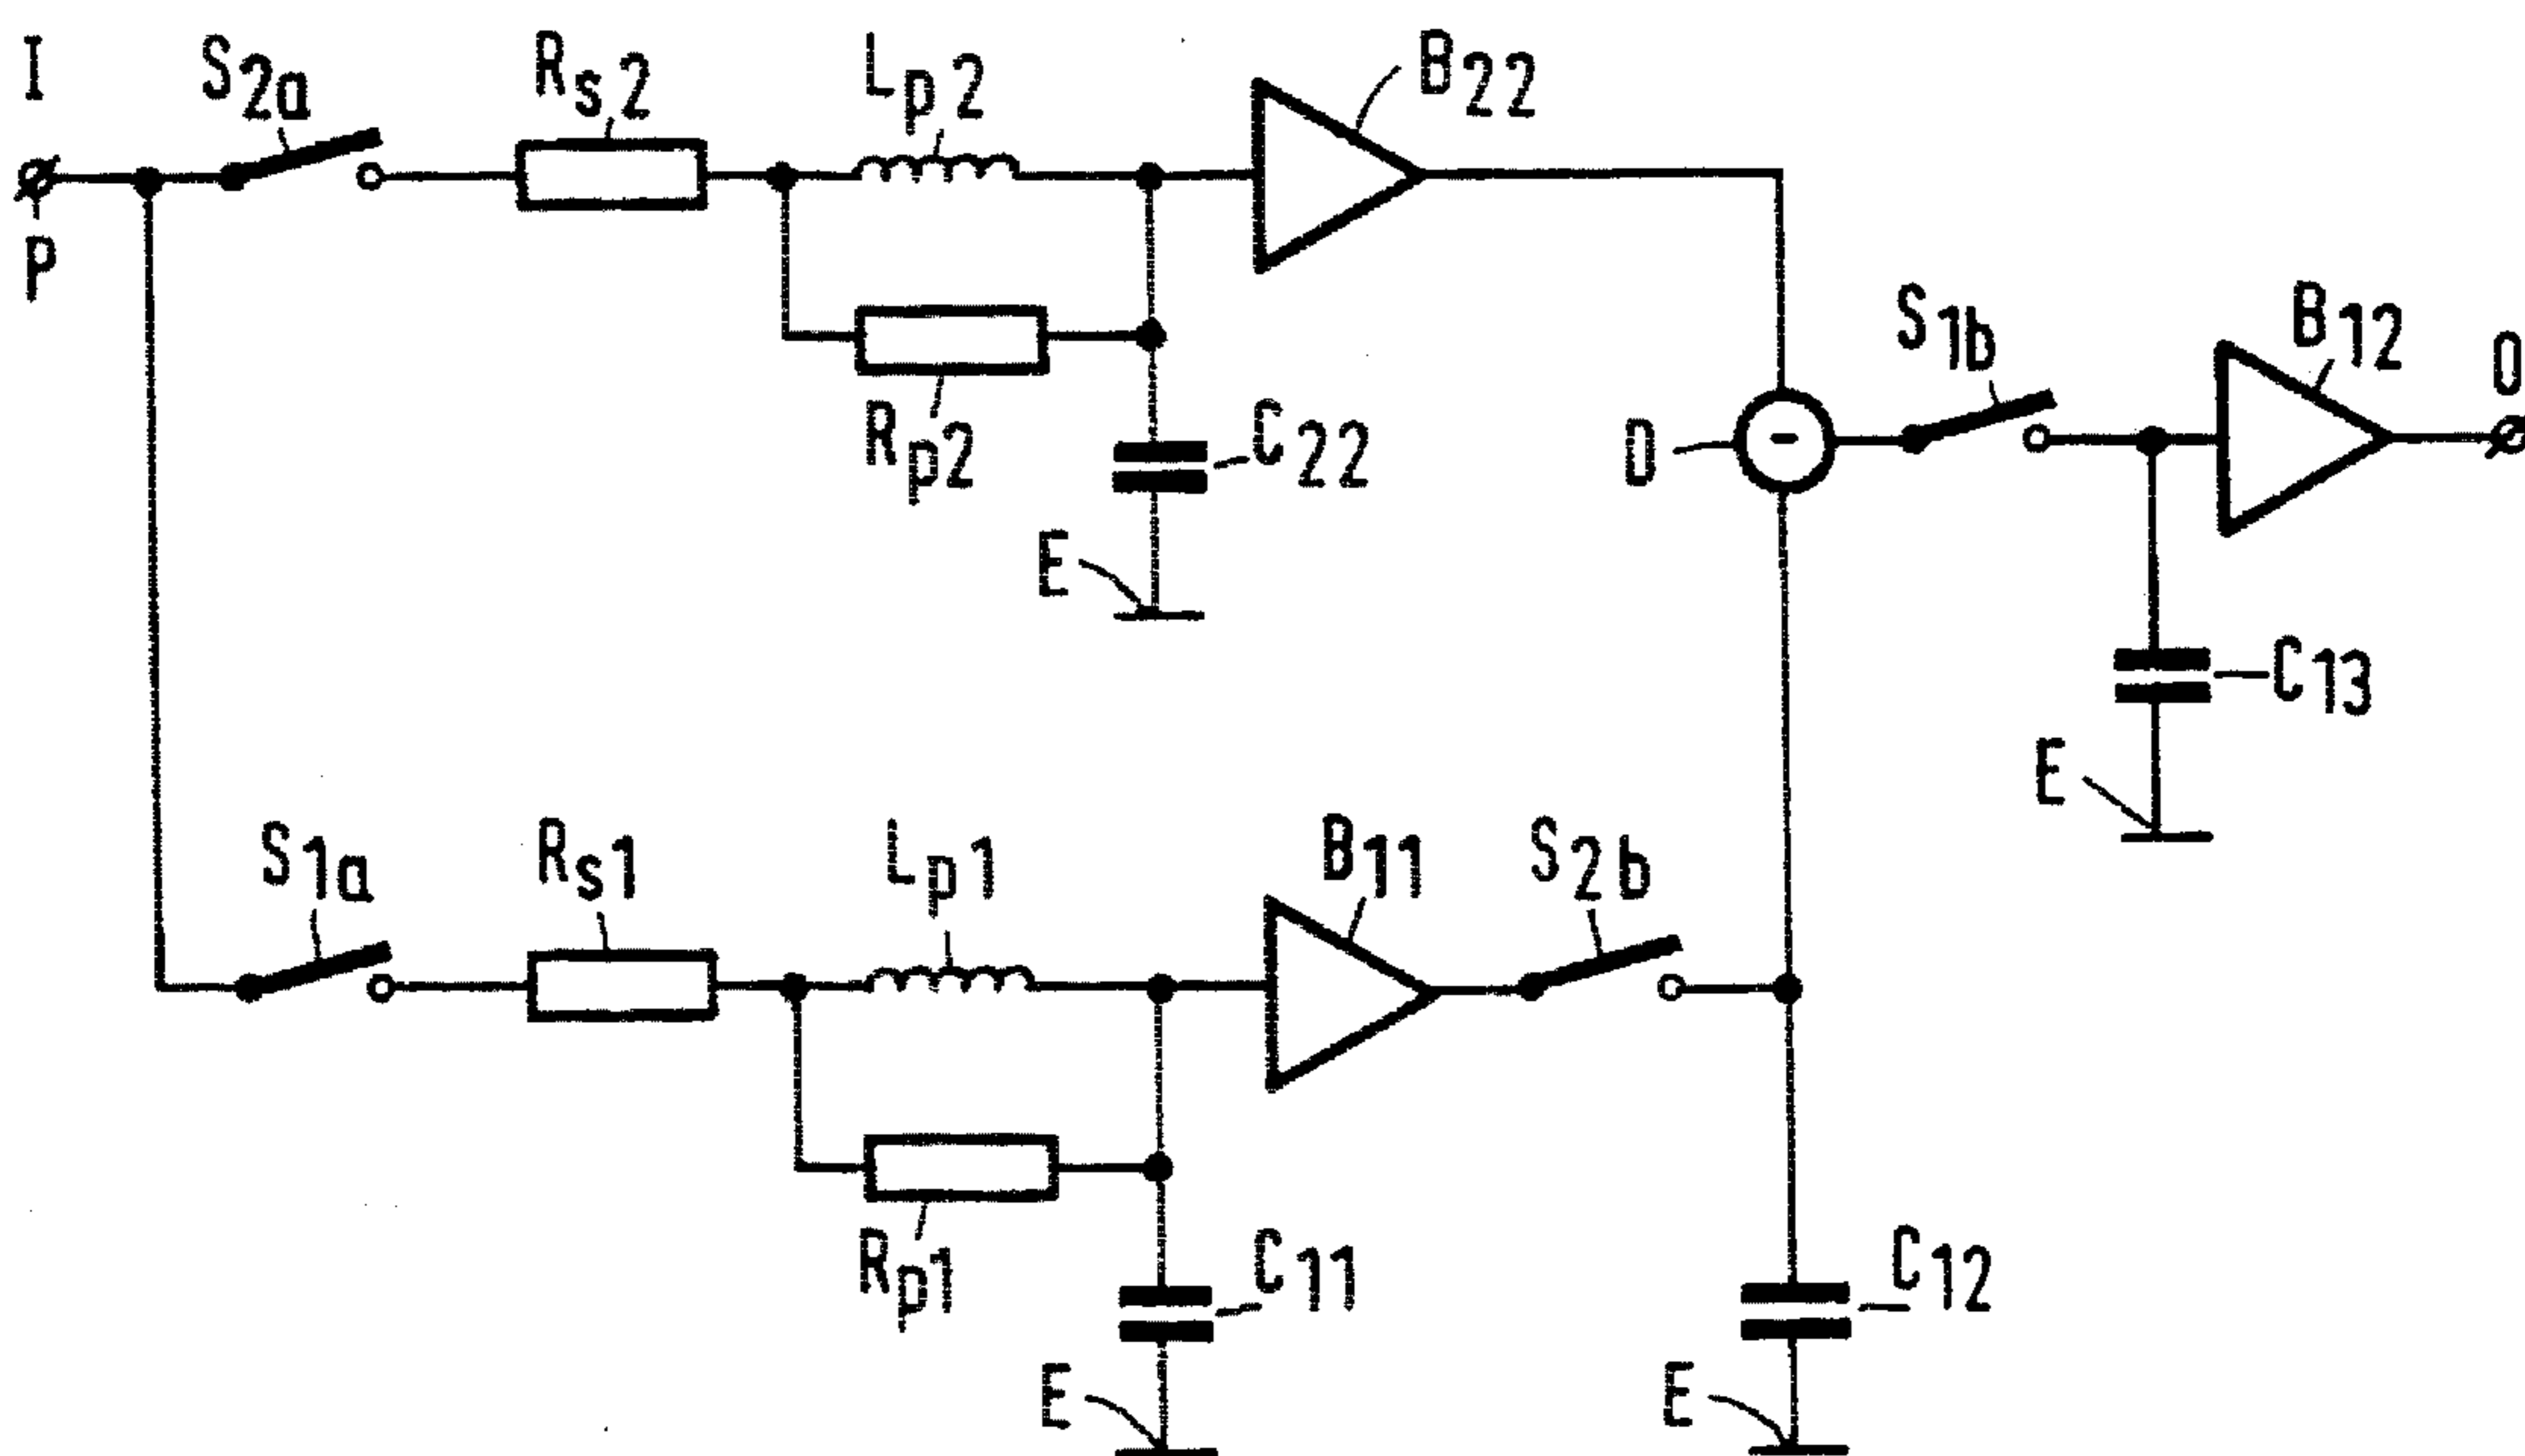 I
P
S2a
Rs2
Lp2
B22
Rp2
C22
E
D
-
S1b
B12
O
C13
E
S1a
Rs1
Lp1
B11
S2b
Rp1
C11
E
C12
E